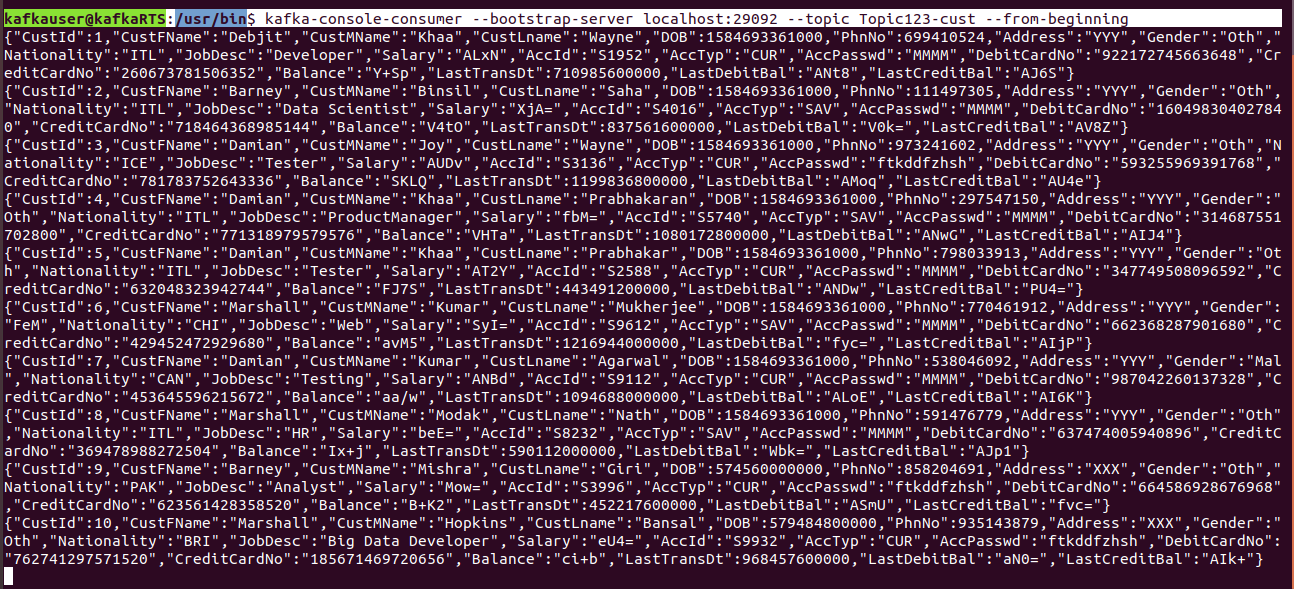 kafkauser@kafkaRTS:/usr/bin$ kafka-console-consumer --bootstrap-server localhost:29092 --topic Topic123-cust --from-beginning
{"CustId":1,"CustFName":"Debjit","CustMName":"Khaa","CustLname":"Wayne","DOB":1584693361000,"PhnNo":699410524,"Address":"YYY","Gender":"Oth","
Nationality":"ITL","JobDesc":"Developer","Salary":"ALxN","AccId":"S1952","AccTyp":"CUR","AccPasswd":"MMMM","DebitCardNo":"922172745663648","Cr
editCardNo":"260673781506352","Balance":"Y+Sp","LastTransDt":710985600000,"LastDebitBal":"ANt8","LastCreditBal":"AJ6S"}
{"CustId":2,"CustFName":"Barney","CustMName":"Binsil","CustLname":"Saha","DOB":1584693361000,"PhnNo":111497305,"Address":"YYY","Gender":"Oth",
"Nationality":"ITL","JobDesc":"Data Scientist","Salary":"XjA=","AccId":"S4016","AccTyp":"SAV","AccPasswd":"MMMM","DebitCardNo":"16049830402784
0","CreditCardNo":"718464368985144","Balance":"V4tO","LastTransDt":837561600000,"LastDebitBal":"V0k=","LastCreditBal":"AV8Z"}
{"CustId":3,"CustFName":"Damian","CustMName":"Joy","CustLname":"Wayne","DOB":1584693361000,"PhnNo":973241602,"Address":"YYY","Gender":"Oth","N
ationality":"ICE","JobDesc":"Tester","Salary":"AUDv","AccId":"S3136","AccTyp":"CUR","AccPasswd":"ftkddfzhsh","DebitCardNo":"593255969391768","
CreditCardNo":"781783752643336","Balance":"SKLQ","LastTransDt":1199836800000,"LastDebitBal":"AMoq","LastCreditBal":"AU4e"}
{"CustId":4,"CustFName":"Damian","CustMName":"Khaa","CustLname":"Prabhakaran","DOB":1584693361000,"PhnNo":297547150,"Address":"YYY","Gender":"
Oth","Nationality":"ITL","JobDesc":"ProductManager","Salary":"fbM=","AccId":"S5740","AccTyp":"SAV","AccPasswd":"MMMM","DebitCardNo":"314687551
702800","CreditCardNo":"771318979579576","Balance":"VHTa","LastTransDt":1080172800000,"LastDebitBal":"ANwG","LastCreditBal":"AIJ4"}
{"CustId":5,"CustFName":"Damian","CustMName":"Khaa","CustLname":"Prabhakar","DOB":1584693361000,"PhnNo":798033913,"Address":"YYY","Gender":"Ot
h","Nationality":"ITL","JobDesc":"Tester","Salary":"AT2Y","AccId":"S2588","AccTyp":"CUR","AccPasswd":"MMMM","DebitCardNo":"347749508096592","C
reditCardNo":"632048323942744","Balance":"FJ7S","LastTransDt":443491200000,"LastDebitBal":"ANDw","LastCreditBal":"PU4="}
{"CustId":6,"CustFName":"Marshall","CustMName":"Kumar","CustLname":"Mukherjee","DOB":1584693361000,"PhnNo":770461912,"Address":"YYY","Gender":
"FeM","Nationality":"CHI","JobDesc":"Web","Salary":"SyI=","AccId":"S9612","AccTyp":"SAV","AccPasswd":"MMMM","DebitCardNo":"662368287901680","C
reditCardNo":"429452472929680","Balance":"avM5","LastTransDt":1216944000000,"LastDebitBal":"fyc=","LastCreditBal":"AIjP"}
{"CustId":7,"CustFName":"Damian","CustMName":"Kumar","CustLname":"Agarwal","DOB":1584693361000,"PhnNo":538046092,"Address":"YYY","Gender":"Mal
","Nationality":"CAN","JobDesc":"Testing","Salary":"ANBd","AccId":"S9112","AccTyp":"CUR","AccPasswd":"MMMM","DebitCardNo":"987042260137328","C
reditCardNo":"453645596215672","Balance":"aa/w","LastTransDt":1094688000000,"LastDebitBal":"ALoE","LastCreditBal":"AI6K"}
{"CustId":8,"CustFName":"Marshall","CustMName":"Modak","CustLname":"Nath","DOB":1584693361000,"PhnNo":591476779,"Address":"YYY","Gender":"Oth"
,"Nationality":"ITL","JobDesc":"HR","Salary":"beE=","AccId":"S8232","AccTyp":"SAV","AccPasswd":"MMMM","DebitCardNo":"637474005940896","CreditC
ardNo":"369478988272504","Balance":"Ix+j","LastTransDt":590112000000,"LastDebitBal":"Wbk=","LastCreditBal":"AJp1"}
{"CustId":9,"CustFName":"Barney","CustMName":"Mishra","CustLname":"Giri","DOB":574560000000,"PhnNo":858204691,"Address":"XXX","Gender":"Oth","
Nationality":"PAK","JobDesc":"Analyst","Salary":"Mow=","AccId":"S3996","AccTyp":"CUR","AccPasswd":"ftkddfzhsh","DebitCardNo":"664586928676968"
,"CreditCardNo":"623561428358520","Balance":"B+K2","LastTransDt":452217600000,"LastDebitBal":"ASmU","LastCreditBal":"fvc="}
{"CustId":10,"CustFName":"Marshall","CustMName":"Hopkins","CustLname":"Bansal","DOB":579484800000,"PhnNo":935143879,"Address":"XXX","Gender":"
Oth","Nationality":"BRI","JobDesc":"Big Data Developer","Salary":"eU4=","AccId":"S9932","AccTyp":"CUR","AccPasswd":"ftkddfzhsh","DebitCardNo":
"762741297571520","CreditCardNo":"185671469720656","Balance":"ci+b","LastTransDt":968457600000,"LastDebitBal":"aN0=","LastCreditBal":"AIk+"}